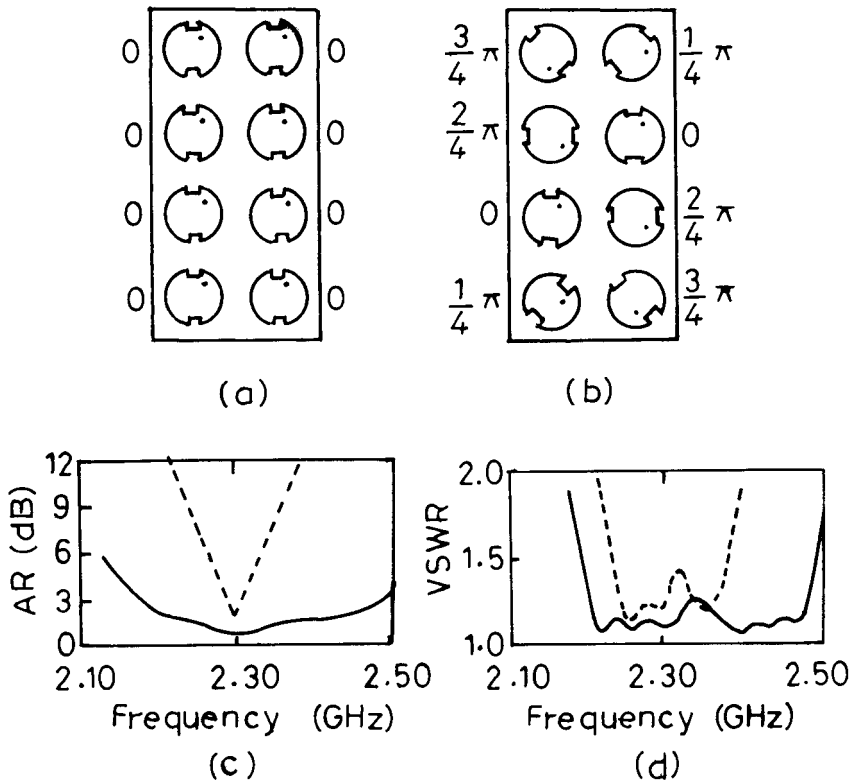 0 0
0 0
0 0
0 0
(a)
3/4 π 1/4 π
2/4 π 0
0 2/4 π
1/4 π 3/4 π
(b)
AR (dB)
12
9
6
3
0
2.10 2.30 2.50
Frequency (GHz)
(c)
VSWR
2.0
1.5
1.0
2.10 2.30 2.50
Frequency (GHz)
(d)